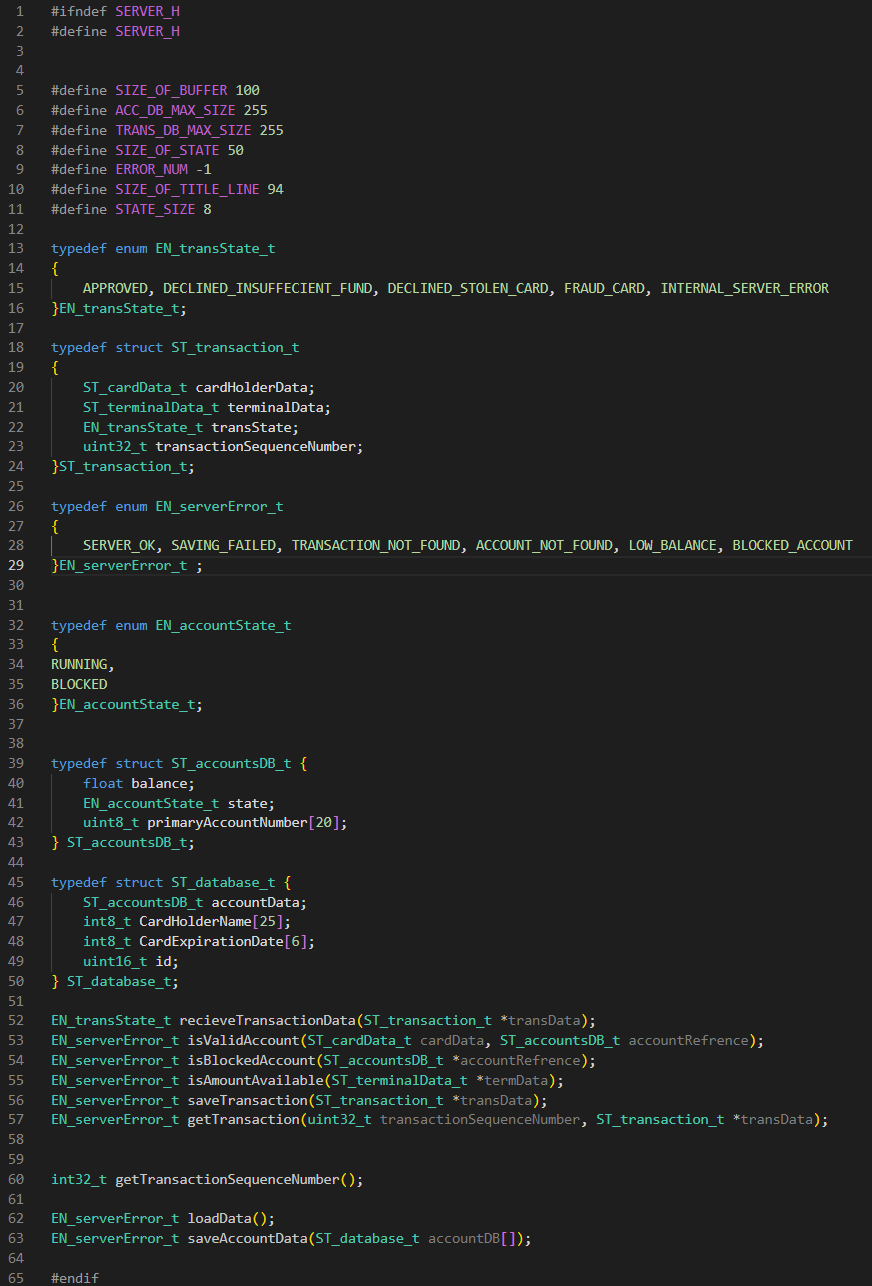 1 #ifndef SERVER_H
2 #define SERVER_H
3
4
5 #define SIZE_OF_BUFFER 100
6 #define ACC_DB_MAX_SIZE 255
7 #define TRANS_DB_MAX_SIZE 255
8 #define SIZE_OF_STATE 50
9 #define ERROR_NUM -1
10 #define SIZE_OF_TITLE_LINE 94
11 #define STATE_SIZE 8
12
13 typedef enum EN_transState_t
14 {
15     APPROVED, DECLINED_INSUFFECIENT_FUND, DECLINED_STOLEN_CARD, FRAUD_CARD, INTERNAL_SERVER_ERROR
16 }EN_transState_t;
17
18 typedef struct ST_transaction_t
19 {
20     ST_cardData_t cardHolderData;
21     ST_terminalData_t terminalData;
22     EN_transState_t transState;
23     uint32_t transactionSequenceNumber;
24 }ST_transaction_t;
25
26 typedef enum EN_serverError_t
27 {
28     SERVER_OK, SAVING_FAILED, TRANSACTION_NOT_FOUND, ACCOUNT_NOT_FOUND, LOW_BALANCE, BLOCKED_ACCOUNT
29 }EN_serverError_t ;
30
31
32 typedef enum EN_accountState_t
33 {
34 RUNNING,
35 BLOCKED
36 }EN_accountState_t;
37
38
39 typedef struct ST_accountsDB_t {
40     float balance;
41     EN_accountState_t state;
42     uint8_t primaryAccountNumber[20];
43 } ST_accountsDB_t;
44
45 typedef struct ST_database_t {
46     ST_accountsDB_t accountData;
47     int8_t CardHolderName[25];
48     int8_t CardExpirationDate[6];
49     uint16_t id;
50 } ST_database_t;
51
52 EN_transState_t recieveTransactionData(ST_transaction_t *transData);
53 EN_serverError_t isValidAccount(ST_cardData_t cardData, ST_accountsDB_t accountRefrence);
54 EN_serverError_t isBlockedAccount(ST_accountsDB_t *accountRefrence);
55 EN_serverError_t isAmountAvailable(ST_terminalData_t *termData);
56 EN_serverError_t saveTransaction(ST_transaction_t *transData);
57 EN_serverError_t getTransaction(uint32_t transactionSequenceNumber, ST_transaction_t *transData);
58
59
60 int32_t getTransactionSequenceNumber();
61
62 EN_serverError_t loadData();
63 EN_serverError_t saveAccountData(ST_database_t accountDB[]);
64
65 #endif